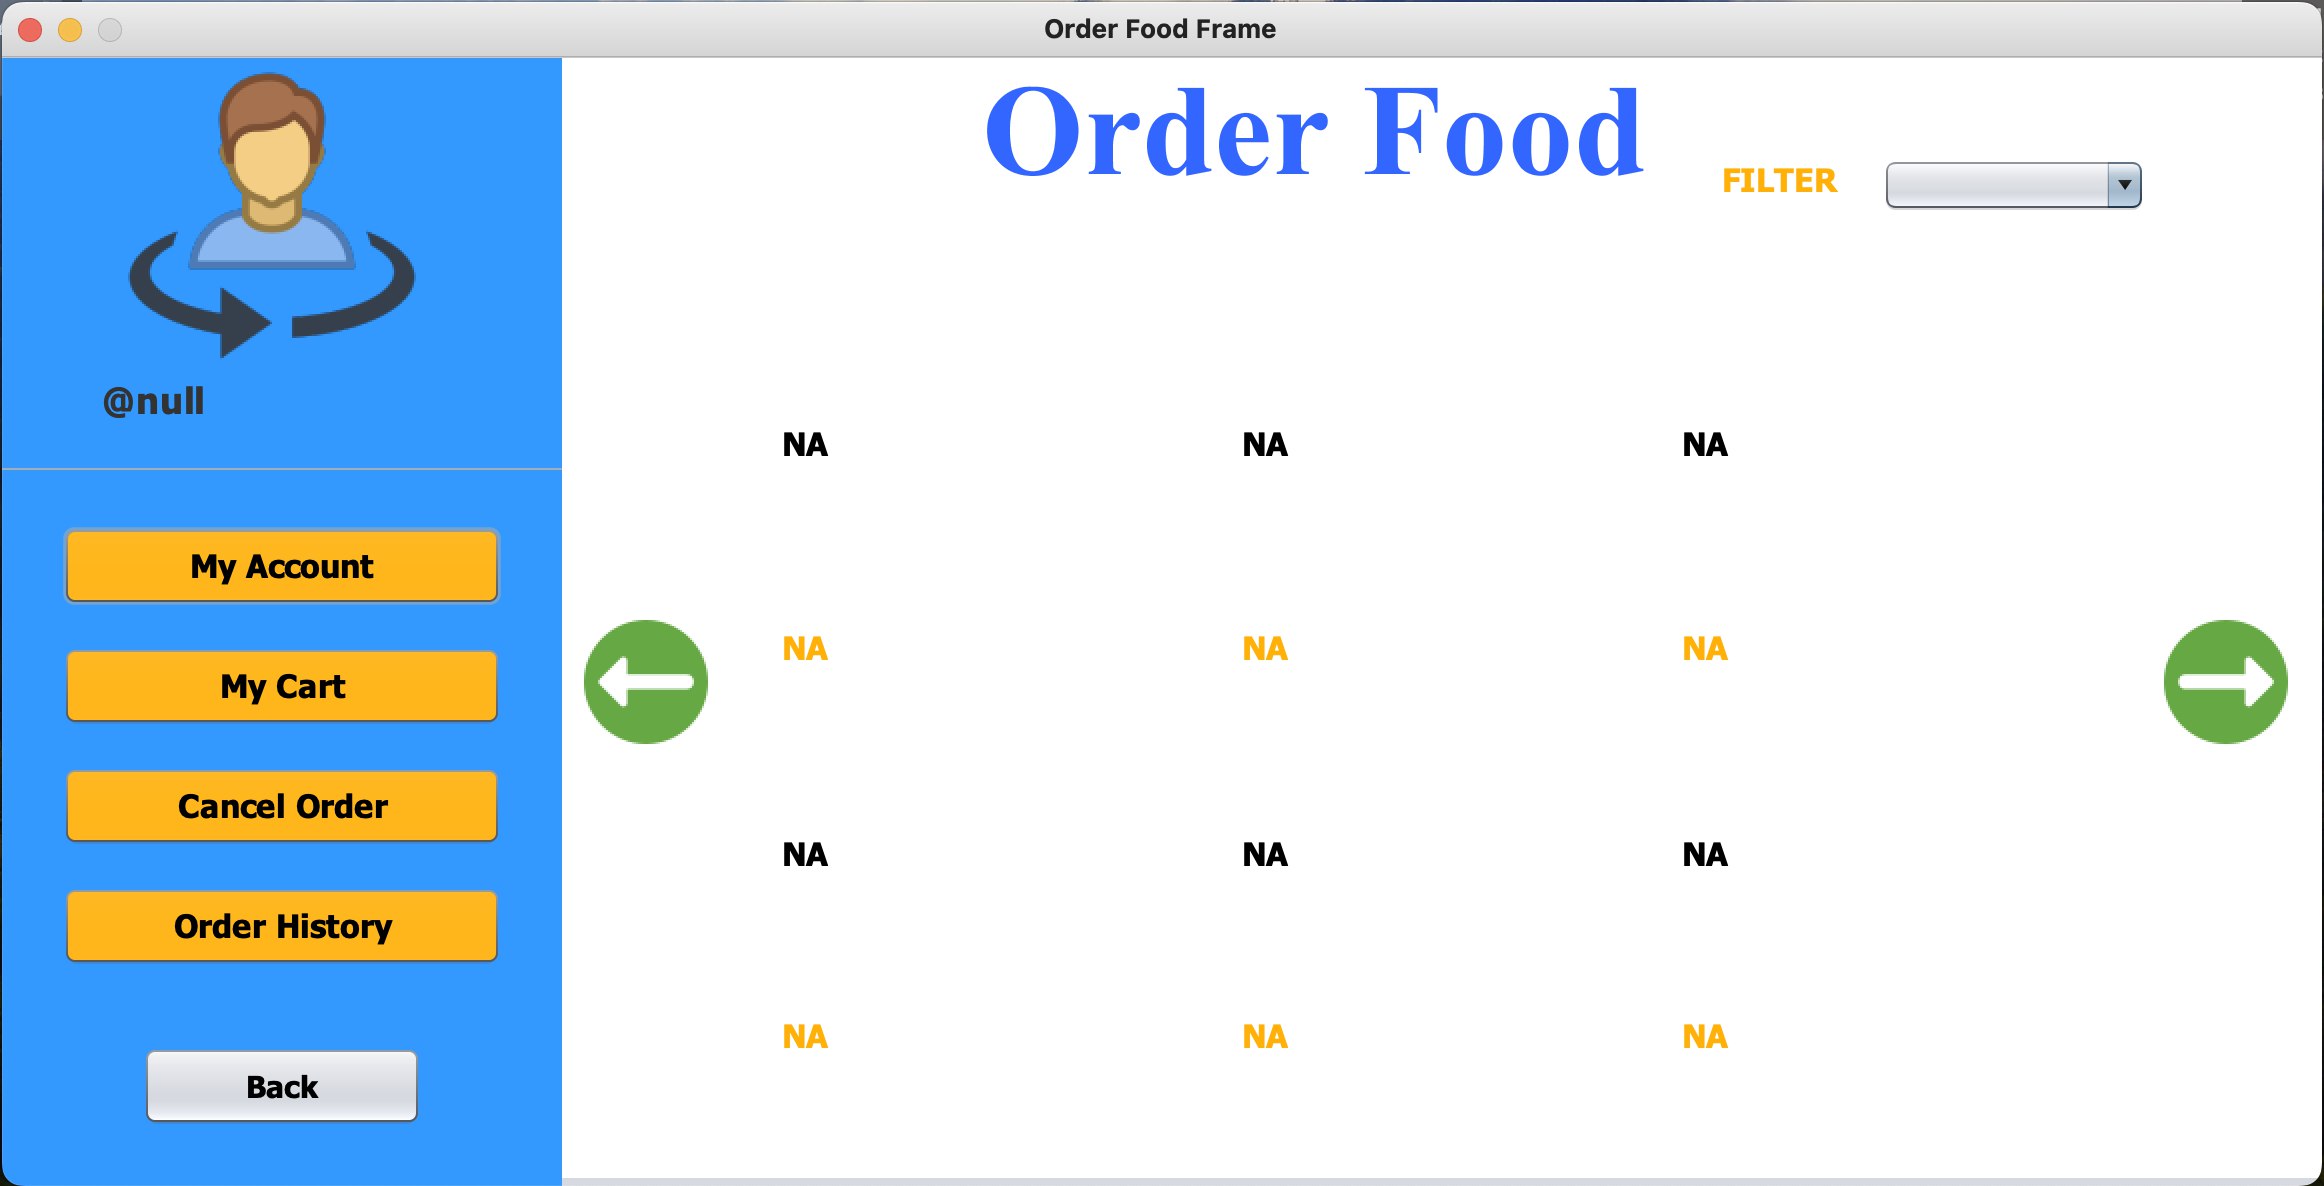 Order Food Frame
Order Food
FILTER
@null
My Account
My Cart
Cancel Order
Order History
Back
NA NA NA
NA NA NA
NA NA NA
NA NA NA